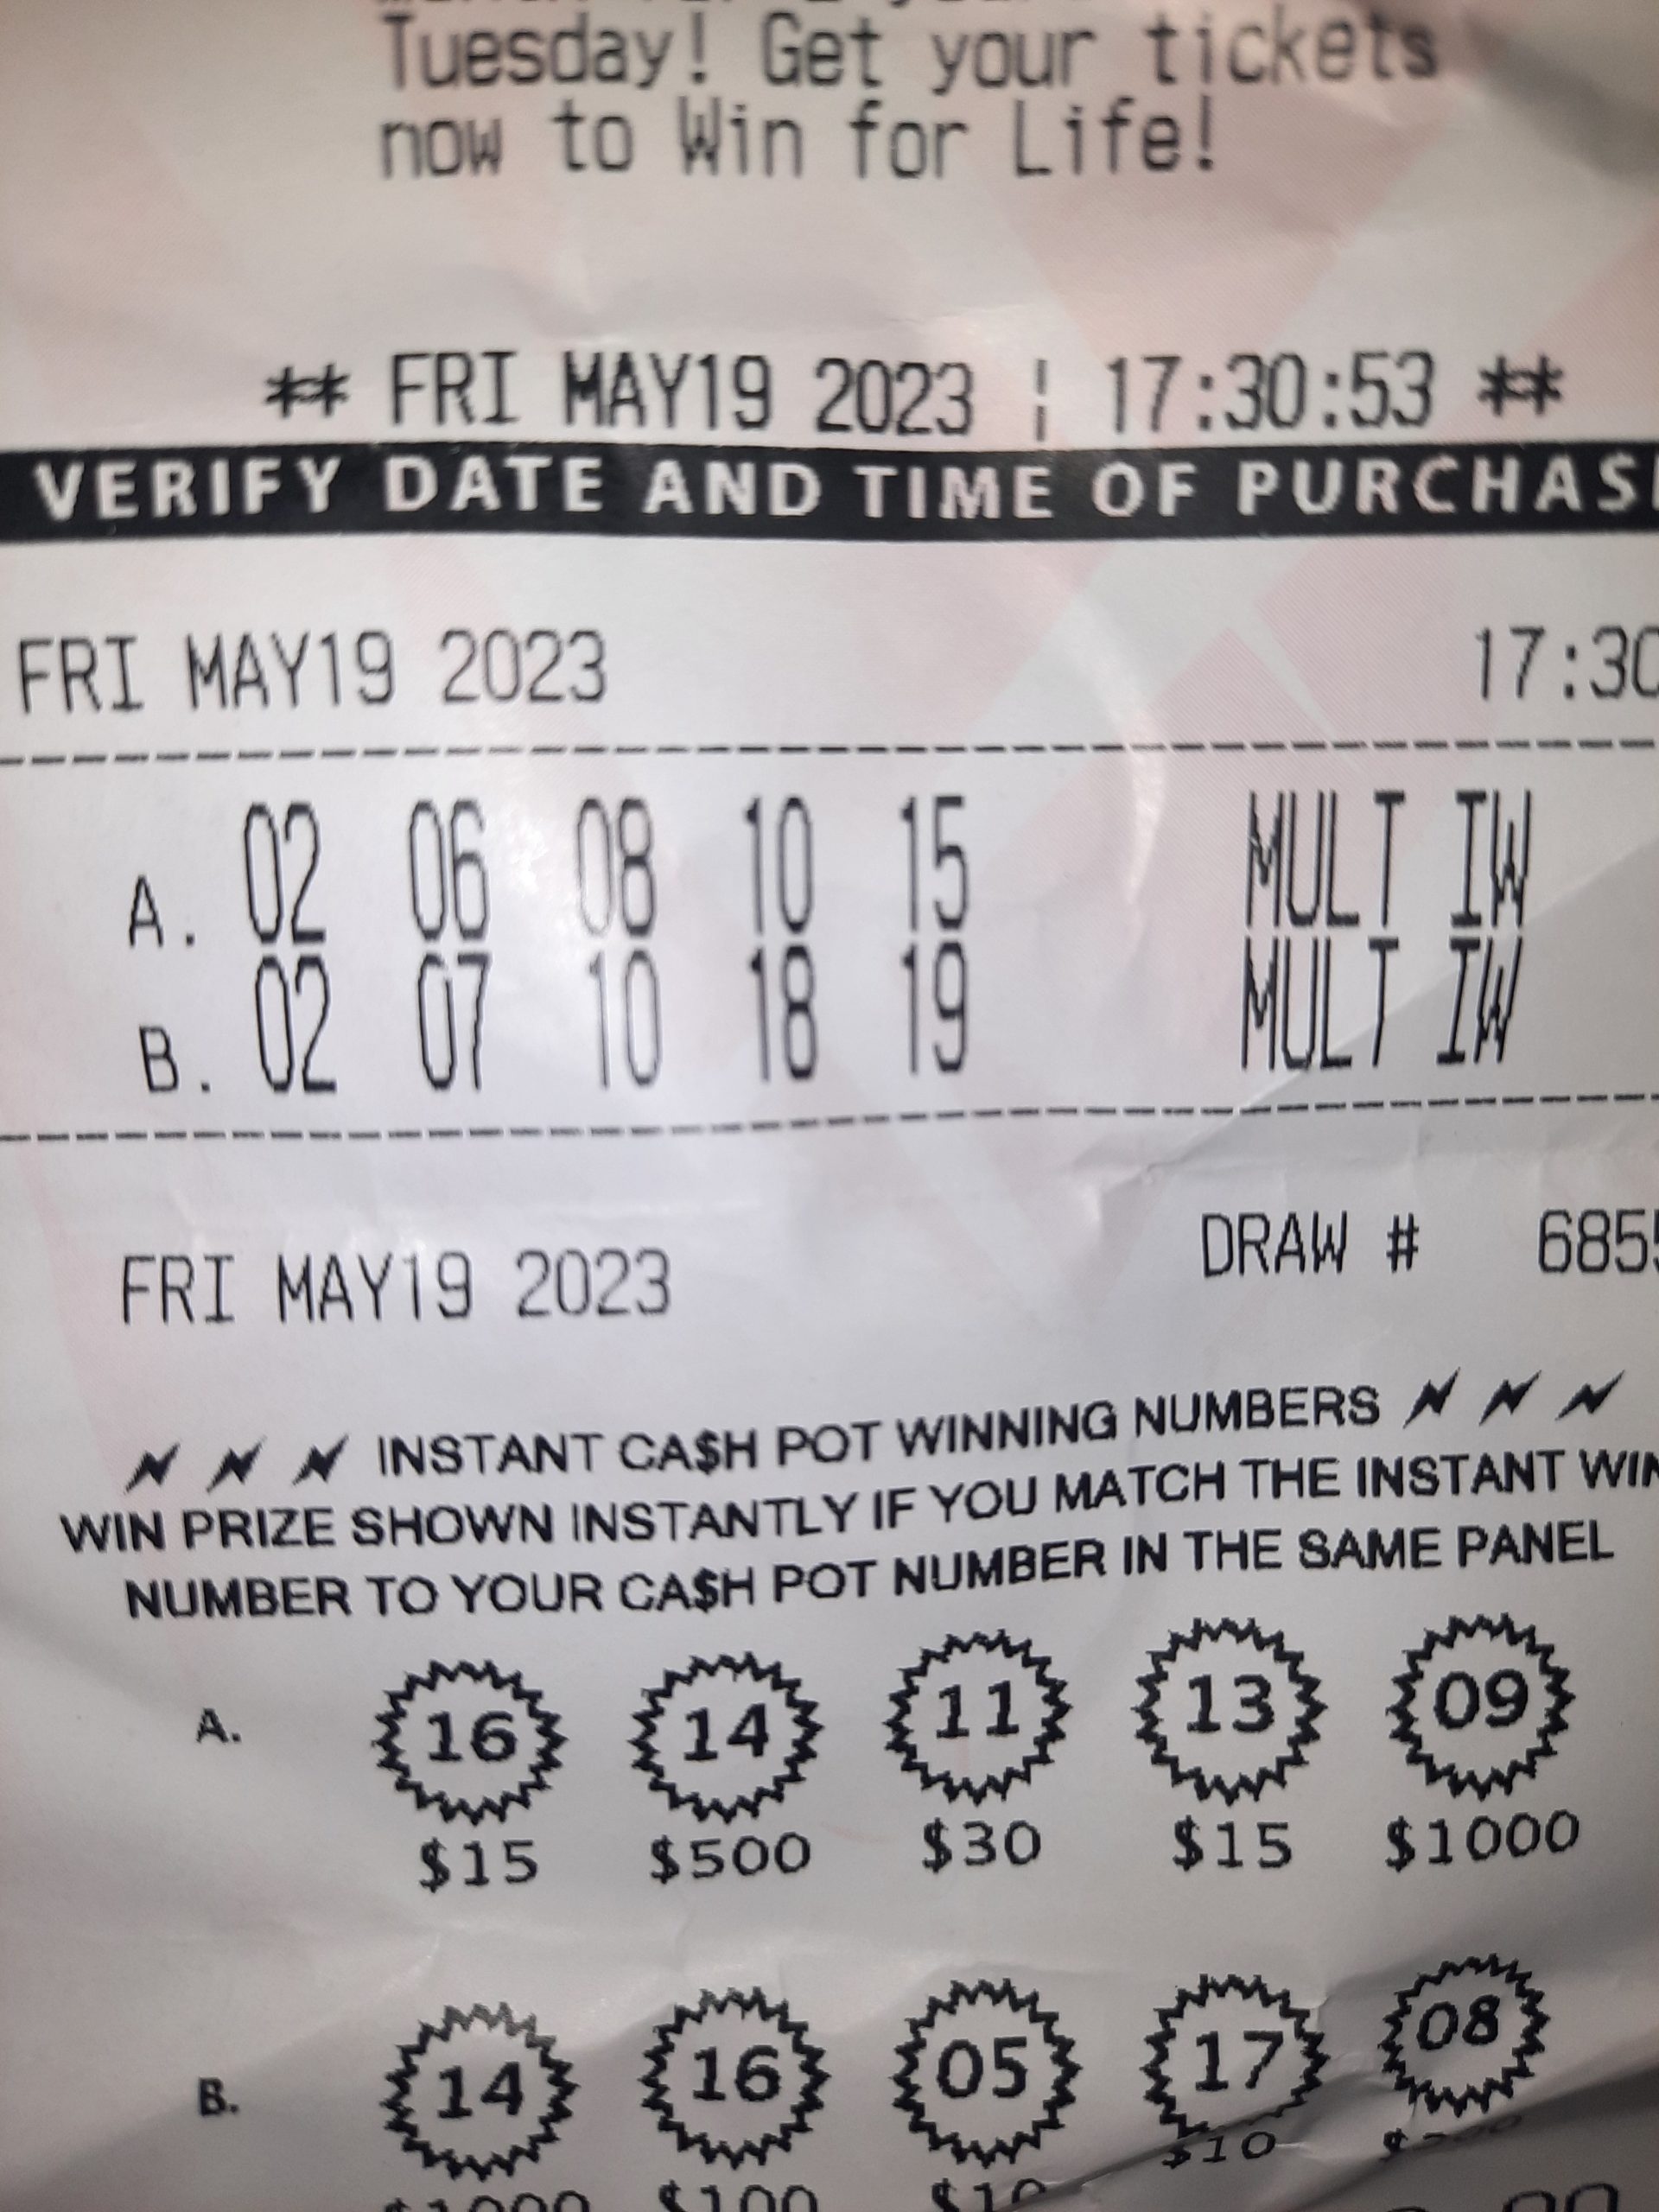 Tuesday! Get your tickets
now to Win for Life!
** FRI MAY19 2023 ¦ 17:30:53 **
VERIFY DATE AND TIME OF PURCHAS
FRI MAY19 2023 17:30
A. 02 06 08 10 15 MULT IW
B. 02 07 10 18 19 MULT IW
DRAW # 685
FRI MAY19 2023
INSTANT CA$H POT WINNING NUMBERS
WIN PRIZE SHOWN INSTANTLY IF YOU MATCH THE INSTANT WIN
NUMBER TO YOUR CA$H POT NUMBER IN THE SAME PANEL
A. 16 14 11 13 09
$15 $500 $30 $15 $1000
B. 14 16 05 17 08
$1000 $100 $10 $10